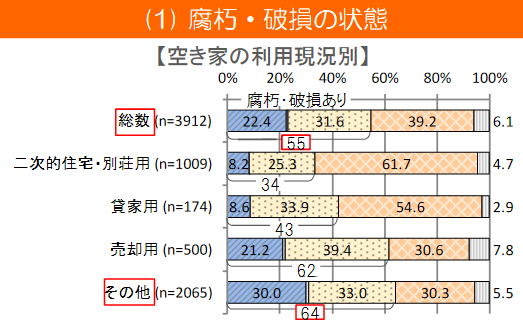 (1) 腐朽・破損の状態
【空き家の利用現況別】
0% 20% 40% 60% 80% 100%
腐朽・破損あり
総数 (n=3912) 22.4 31.6 39.2 6.1
55
二次的住宅・別荘用 (n=1009) 8.2 25.3 61.7 4.7
34
貸家用 (n=174) 8.6 33.9 54.6 2.9
43
売却用 (n=500) 21.2 39.4 30.6 7.8
62
その他 (n=2065) 30.0 33.0 30.3 5.5
64